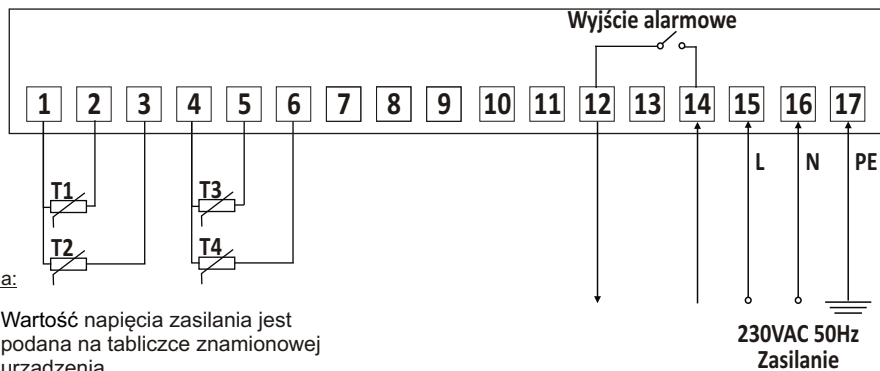 Wyjście alarmowe
1 2 3 4 5 6 7 8 9 10 11 12 13 14 15 16 17
L N PE
T1 T3
T2 T4
a:
Wartość napięcia zasilania jest
podana na tabliczce znamionowej
urządzenia
230VAC 50Hz
Zasilanie